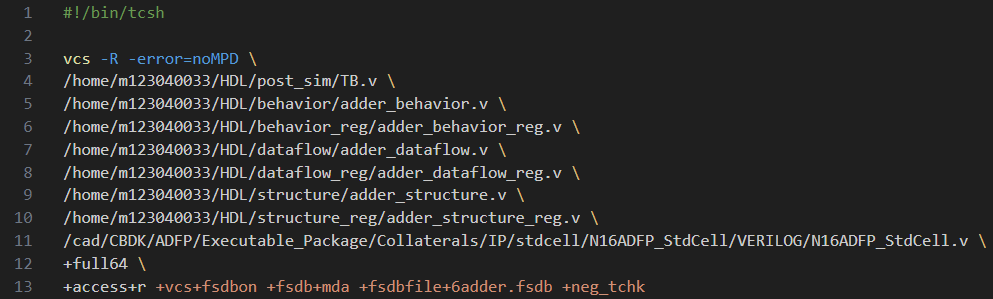 1 #!/bin/tcsh
2
3 vcs -R -error=noMPD \
4 /home/m123040033/HDL/post_sim/TB.v \
5 /home/m123040033/HDL/behavior/adder_behavior.v \
6 /home/m123040033/HDL/behavior_reg/adder_behavior_reg.v \
7 /home/m123040033/HDL/dataflow/adder_dataflow.v \
8 /home/m123040033/HDL/dataflow_reg/adder_dataflow_reg.v \
9 /home/m123040033/HDL/structure/adder_structure.v \
10 /home/m123040033/HDL/structure_reg/adder_structure_reg.v \
11 /cad/CBDK/ADFP/Executable_Package/Collaterals/IP/stdcell/N16ADFP_StdCell/VERILOG/N16ADFP_StdCell.v \
12 +full64 \
13 +access+r +vcs+fsdbon +fsdb+mda +fsdbfile+6adder.fsdb +neg_tchk